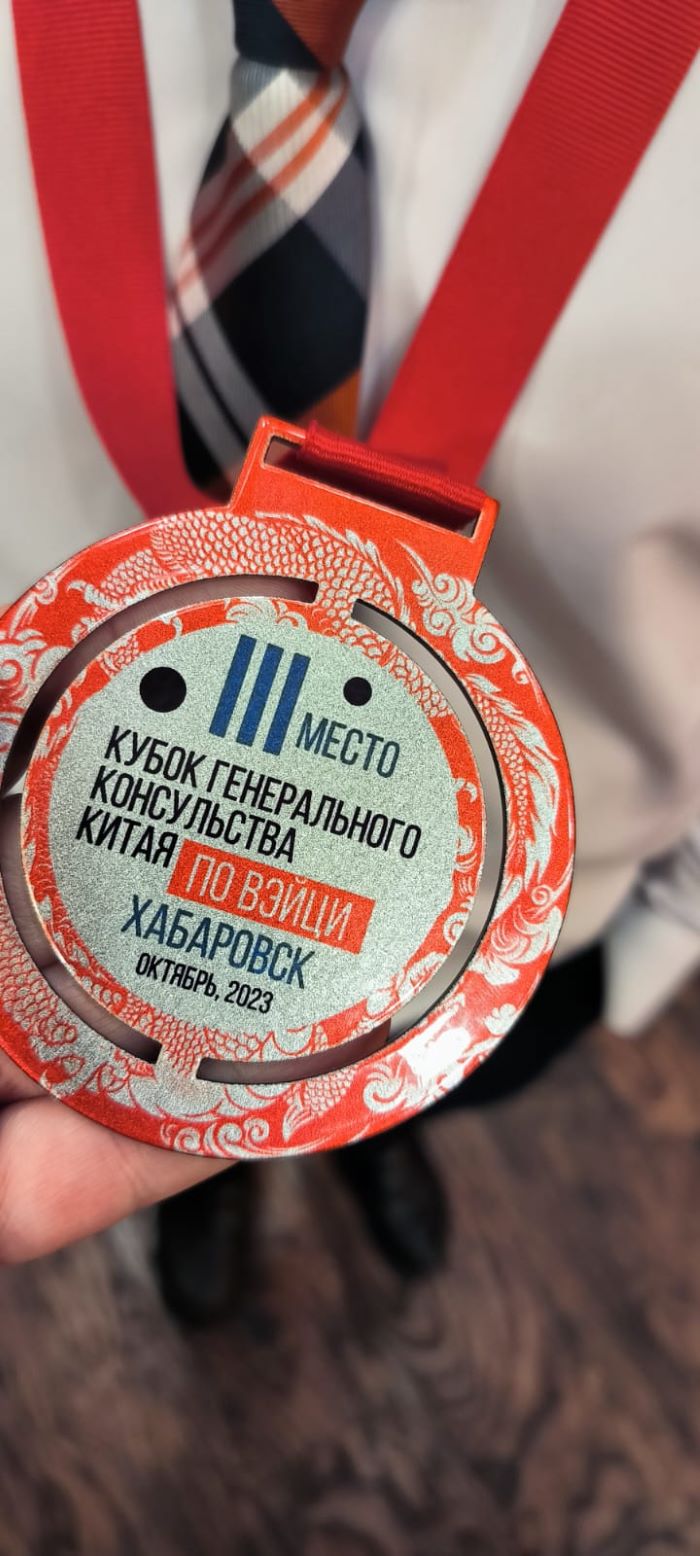 III МЕСТО
КУБОК ГЕНЕРАЛЬНОГО
КОНСУЛЬСТВА
КИТАЯ ПО ВЭЙЦИ
ХАБАРОВСК
ОКТЯБРЬ, 2023